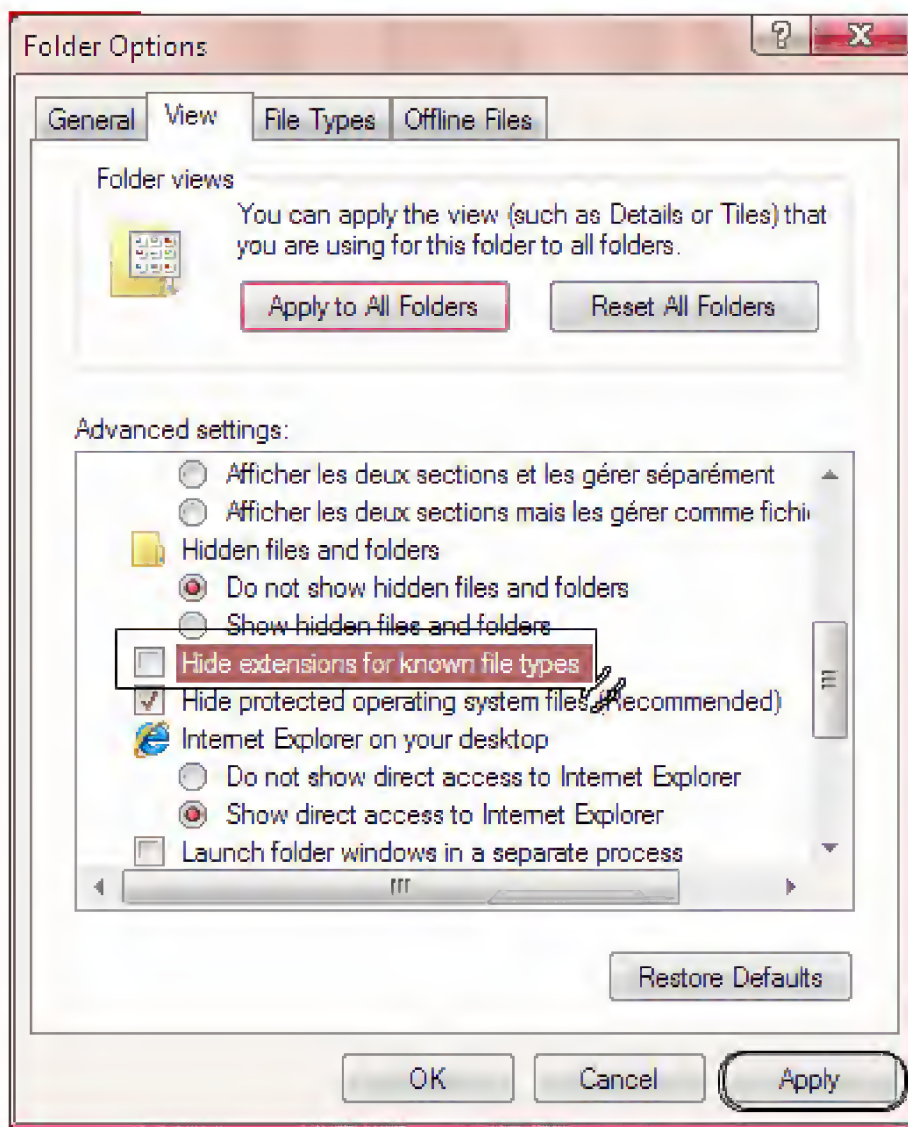 Folder Options
General View File Types Offline Files
Folder views
You can apply the view (such as Details or Tiles) that
you are using for this folder to all folders.
Apply to All Folders Reset All Folders
Advanced settings:
Afficher les deux sections et les gérer séparément
Afficher les deux sections mais les gérer comme fichi
Hidden files and folders
Do not show hidden files and folders
Show hidden files and folders
Hide extensions for known file types
Hide protected operating system files (Recommended)
Internet Explorer on your desktop
Do not show direct access to Internet Explorer
Show direct access to Internet Explorer
Launch folder windows in a separate process
Restore Defaults
OK Cancel Apply